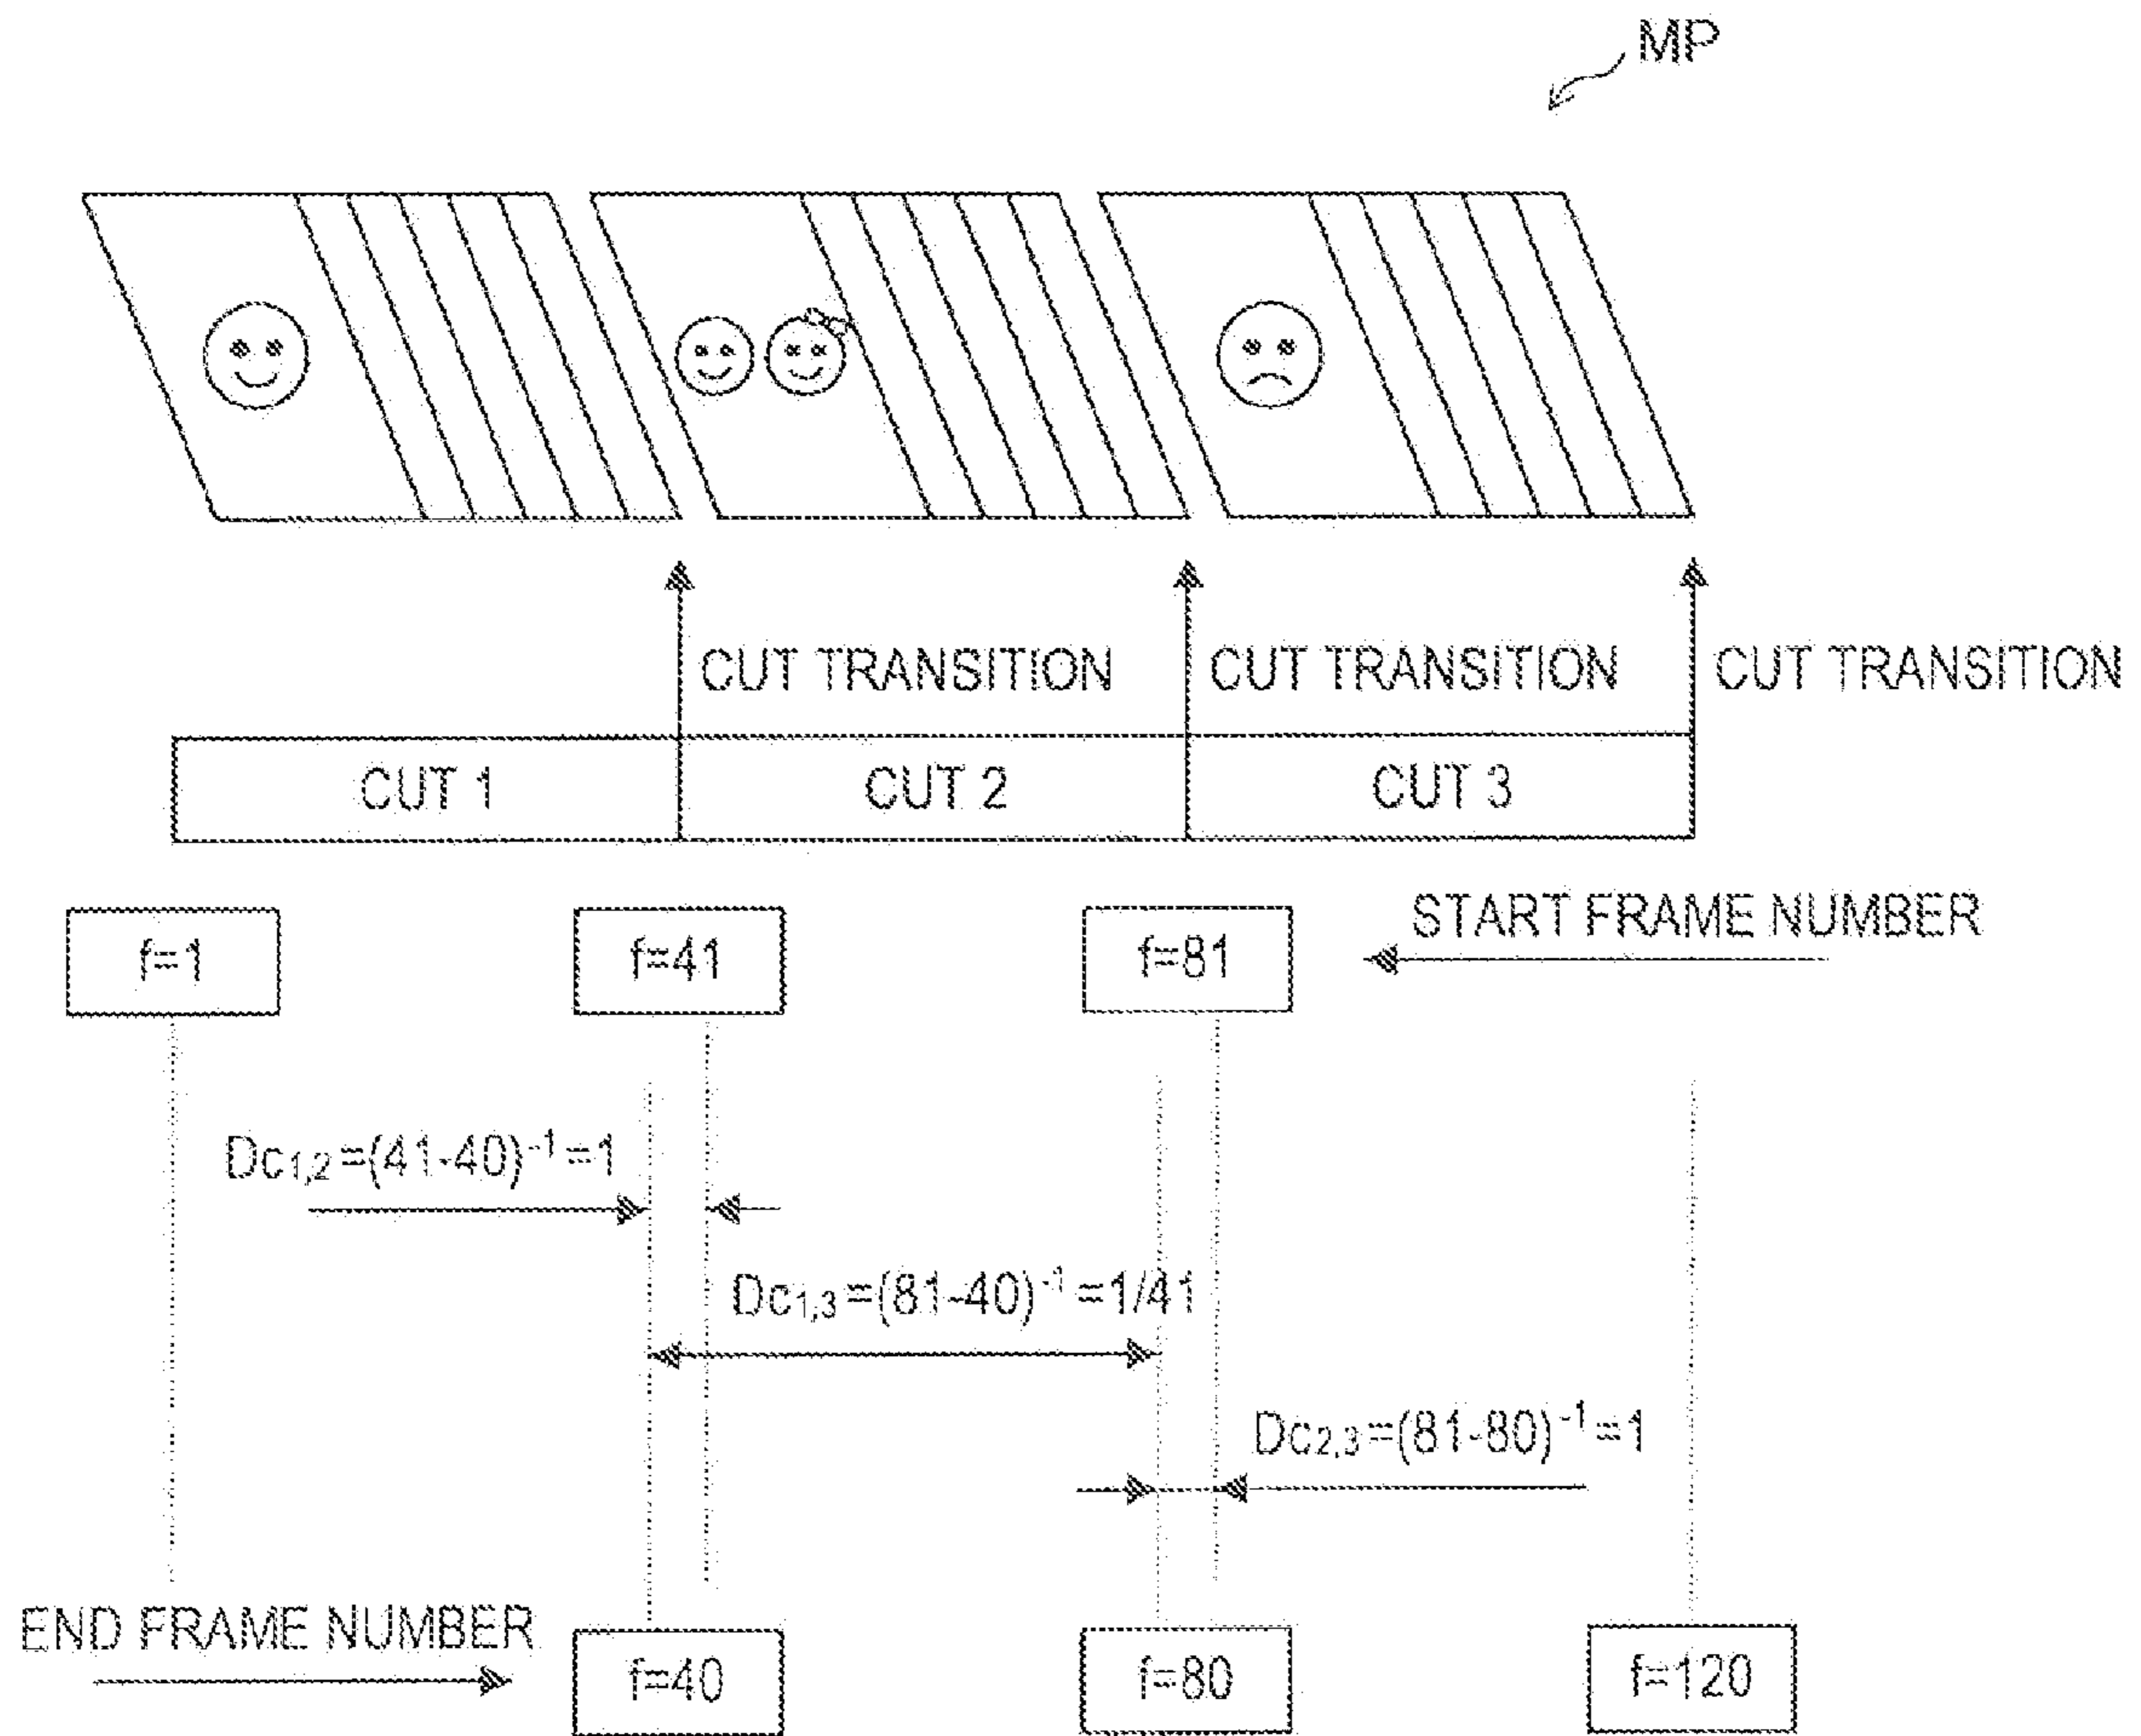 MP
CUT TRANSITION
CUT TRANSITION
CUT TRANSITION
CUT 1
CUT 2
CUT 3
START FRAME NUMBER
f=1
f=41
f=81
Dc1,2=(41-40)⁻¹=1
Dc1,3=(81-40)⁻¹=1/41
Dc2,3=(81-80)⁻¹=1
END FRAME NUMBER
f=40
f=80
f=120